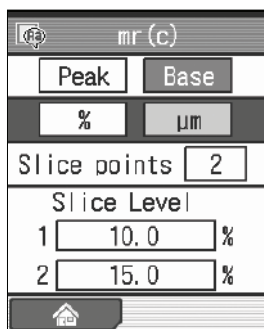 mr(c)
Peak Base
% μm
Slice points 2
Slice Level
1 10.0 %
2 15.0 %